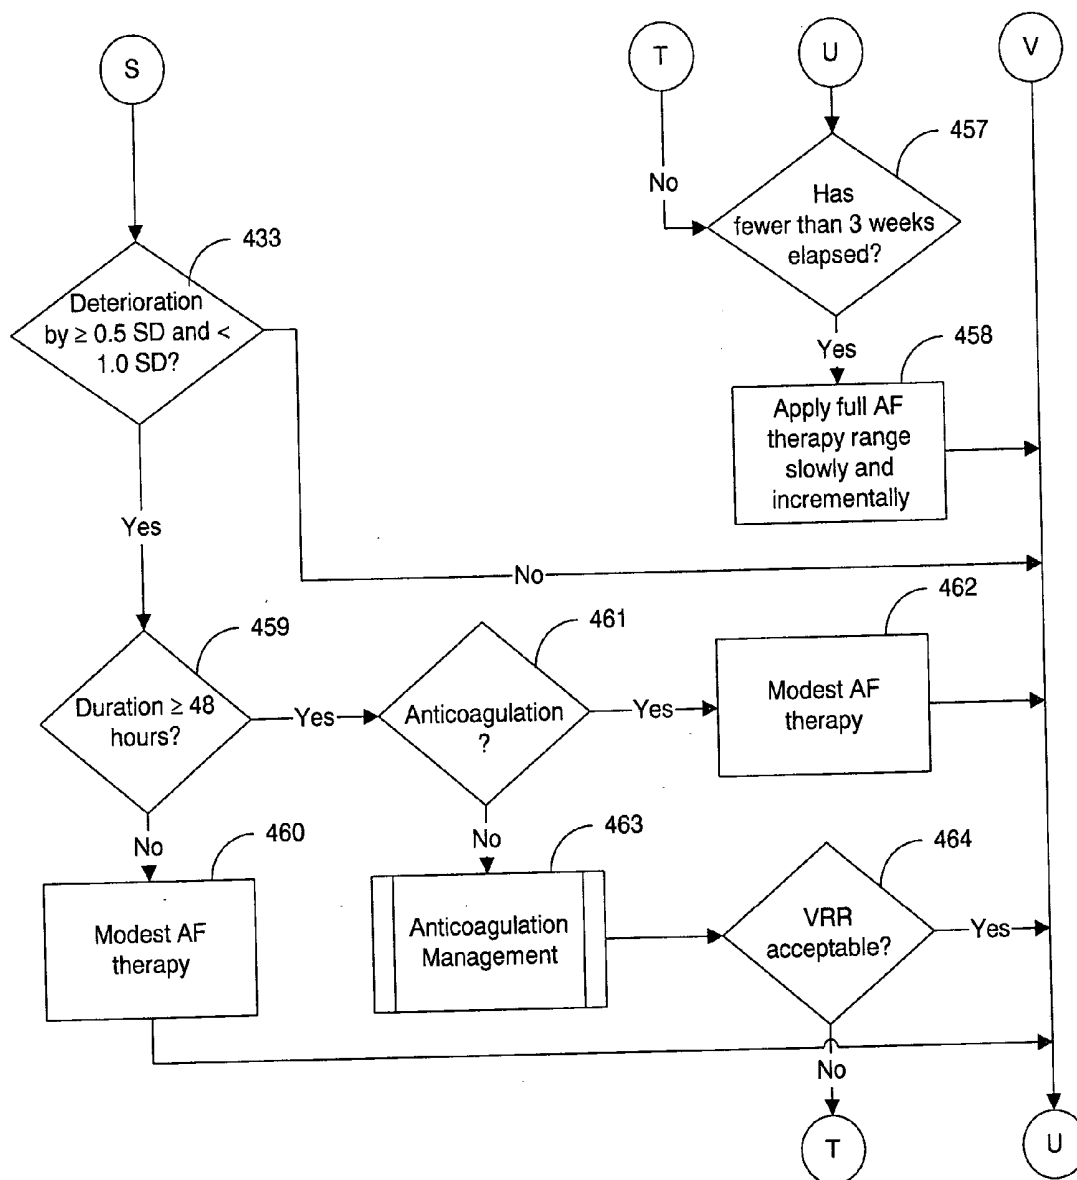 S
T
U
V
457
No
Has
fewer than 3 weeks
elapsed?
433
Deterioration
by ≥ 0.5 SD and <
1.0 SD?
Yes
458
Apply full AF
therapy range
slowly and
incrementally
Yes
No
459
Duration ≥ 48
hours?
Yes
461
Anticoagulation
?
Yes
462
Modest AF
therapy
No
460
Modest AF
therapy
No
463
Anticoagulation
Management
464
VRR
acceptable?
Yes
No
T
U